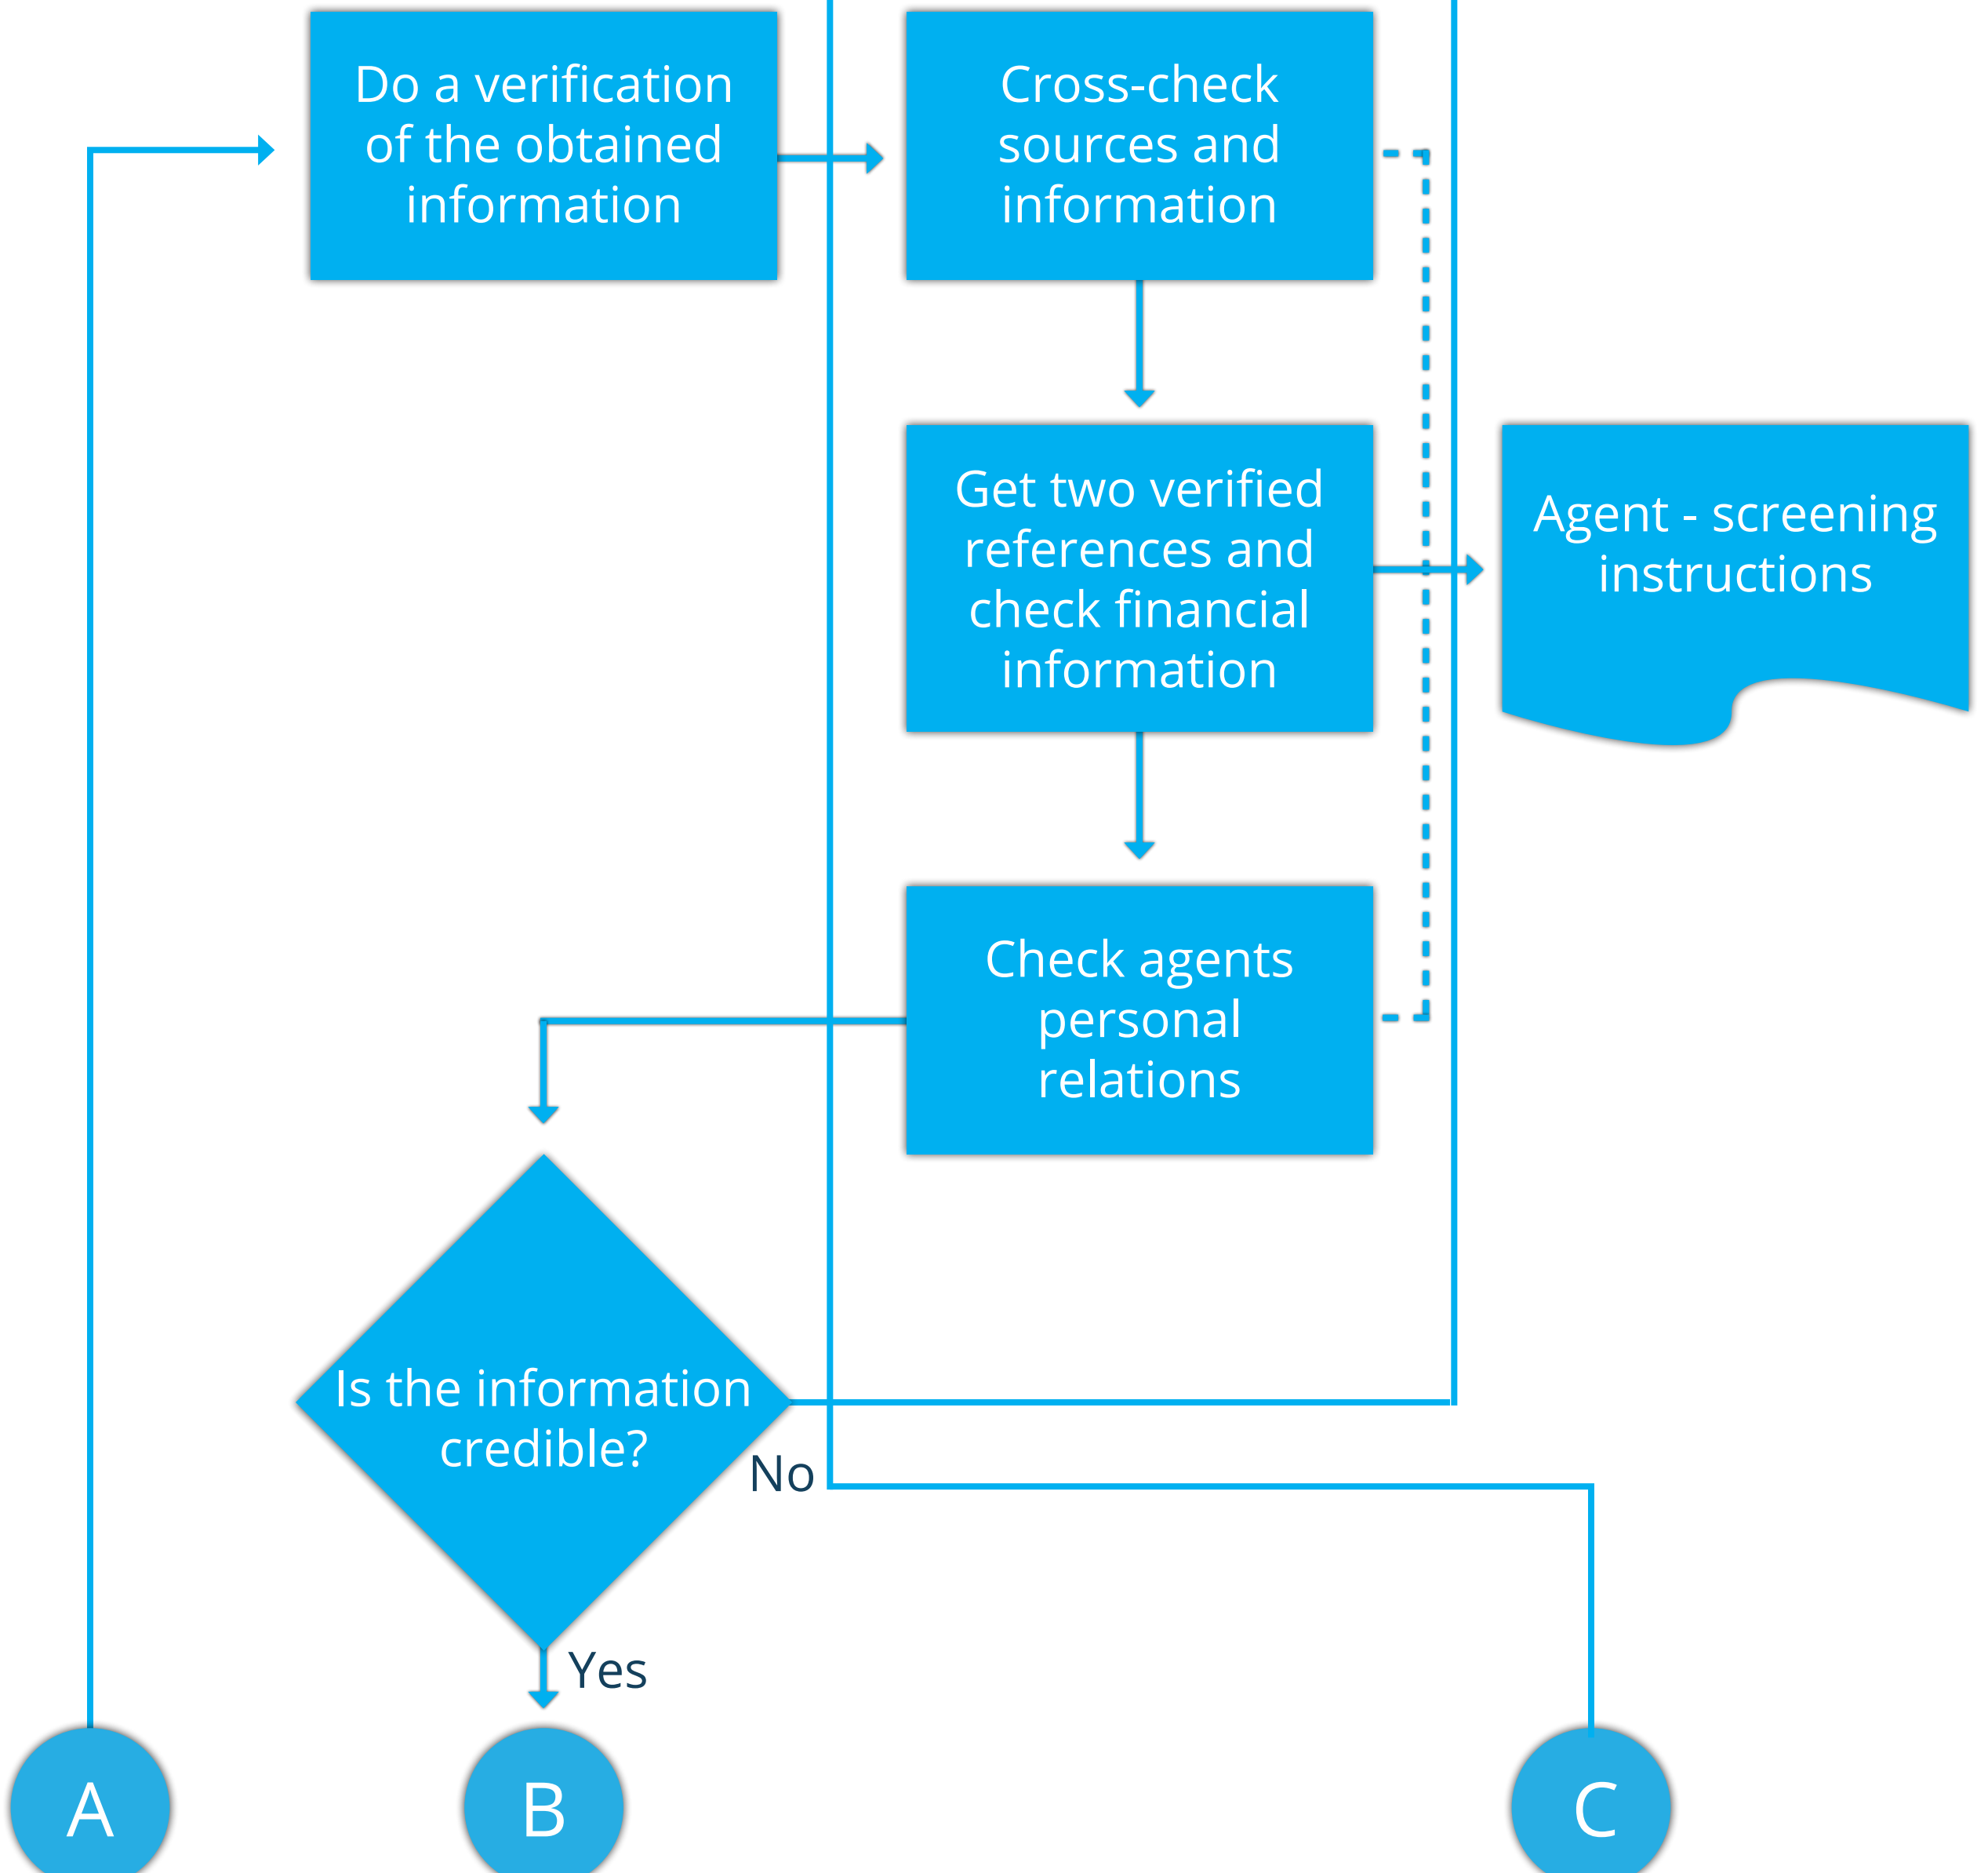 Do a verification
of the obtained
information
Cross-check
sources and
information
Get two verified
references and
check financial
information
Agent - screening
instructions
Check agents
personal
relations
Is the information
credible?
No
Yes
A
B
C